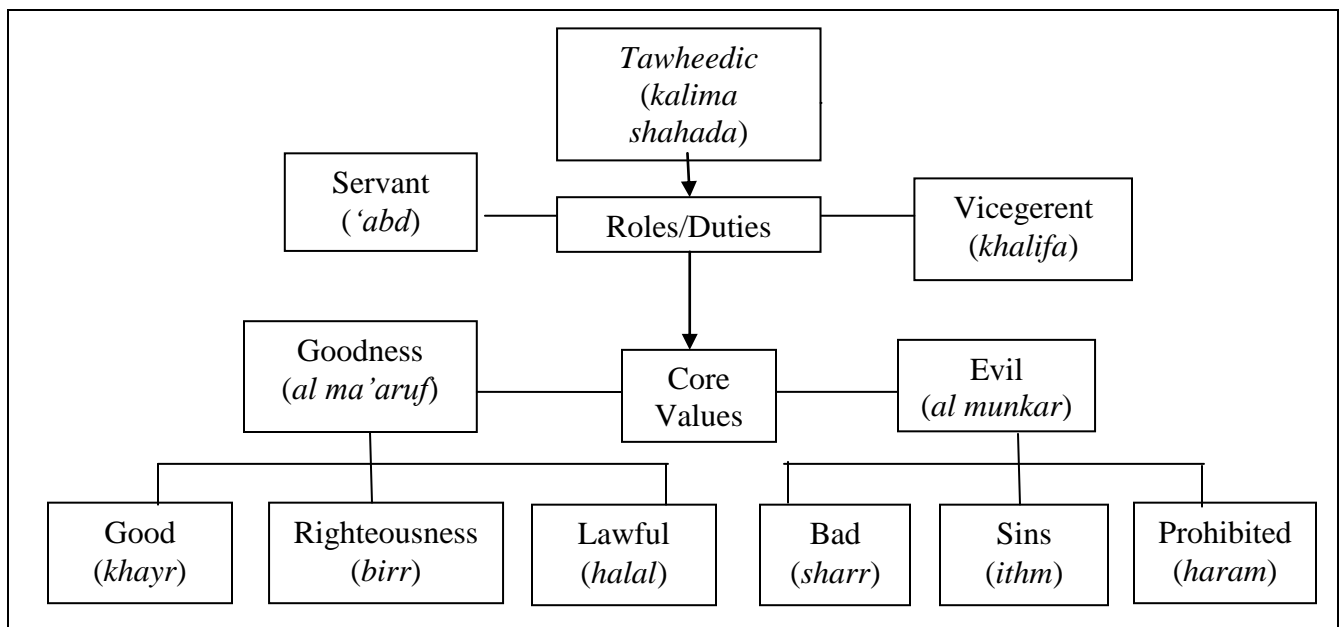 Tawheedic
(kalima
shahada)
Servant
(‘abd)
Roles/Duties
Vicegerent
(khalifa)
Goodness
(al ma’aruf)
Core
Values
Evil
(al munkar)
Good
(khayr)
Righteousness
(birr)
Lawful
(halal)
Bad
(sharr)
Sins
(ithm)
Prohibited
(haram)